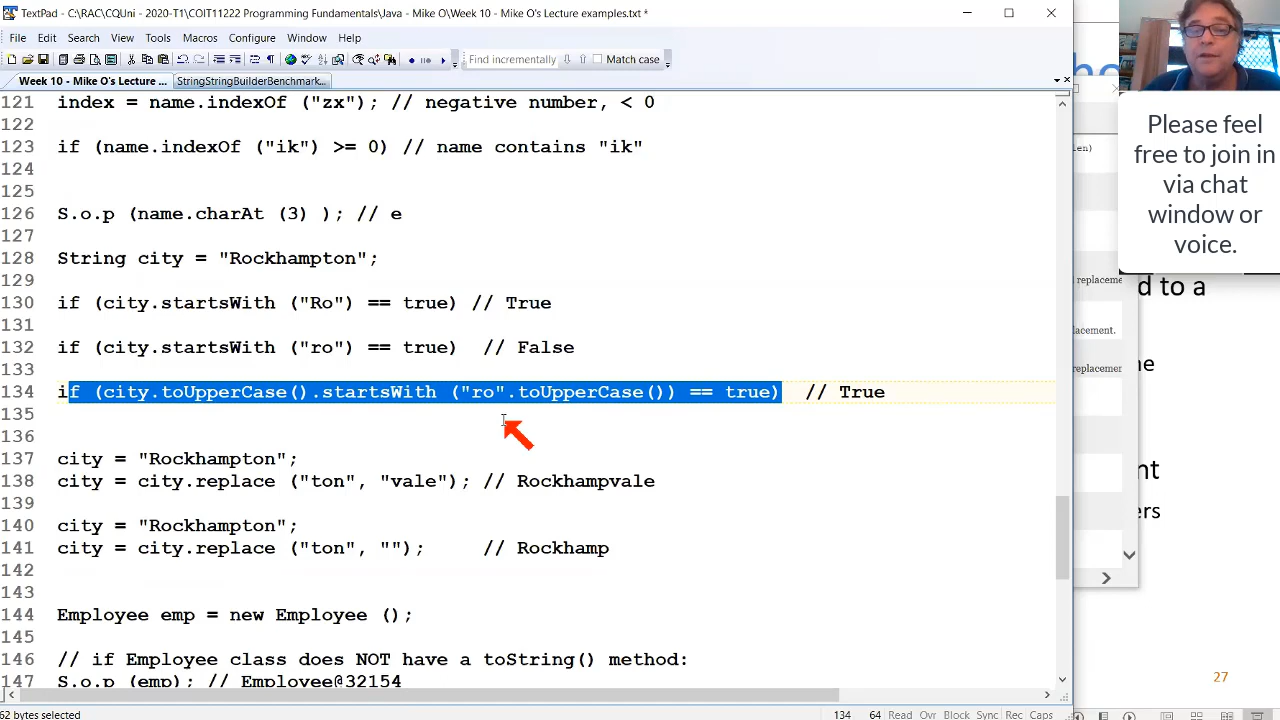 TextPad - C:\RAC\CQUni - 2020-T1\COIT11222 Programming Fundamentals\Java - Mike O\Week 10 - Mike O's Lecture examples.txt *
File Edit Search View Tools Macros Configure Window Help
Find incrementally Match case
Week 10 - Mike O's Lecture ... StringStringBuilderBenchmark...
121 index = name.indexOf ("zx"); // negative number, < 0
122
123 if (name.indexOf ("ik") >= 0) // name contains "ik"
124
125
126 S.o.p (name.charAt (3) ); // e
127
128 String city = "Rockhampton";
129
130 if (city.startsWith ("Ro") == true) // True
131
132 if (city.startsWith ("ro") == true) // False
133
134 if (city.toUpperCase().startsWith ("ro".toUpperCase()) == true) // True
135
136
137 city = "Rockhampton";
138 city = city.replace ("ton", "vale"); // Rockhampvale
139
140 city = "Rockhampton";
141 city = city.replace ("ton", ""); // Rockhamp
142
143
144 Employee emp = new Employee ();
145
146 // if Employee class does NOT have a toString() method:
147 S.o.p (emp); // Employee@32154
62 bytes selected 134 64 Read Ovr Block Sync Rec Caps
Please feel
free to join in
via chat
window or
voice.
replaceme
d to a
lacement.
ne
replacemen
nt
ers
27